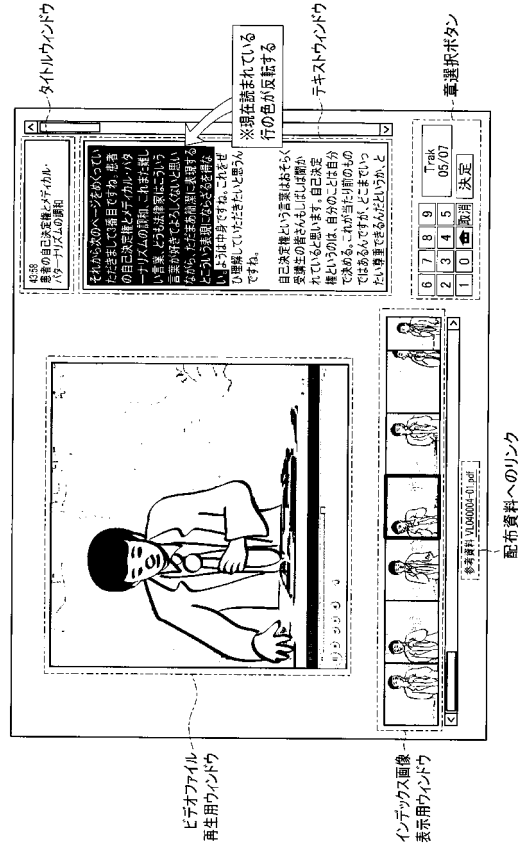 タイトルウィンドウ
43:58
患者の自己決定権とメディカル・
パターナリズムの調和
それから次のページをめくってい
ただきまして3番目ですね。患者
の自己決定権とメディカル・パタ
ーナリズムの調和、これまた難し
い言葉、どうも法律家はこういう
言葉が好きでよろしくないと思い
ながら、たださる簡潔に表現する
とこういう表現にならざるを得な
い。ようは中身ですね。これをぜ
ひ理解していただきたいと思うん
ですね。
自己決定権という言葉はおそらく
受講生の皆さんもしばしば聞か
れていると思います。自己決定
権というのは、自分のことは自分
で決める。これが当たり前のもの
ではあるんですが、どこまでいっ
たい尊重できるんだというか、と
※現在読まれている
行の色が反転する
テキストウィンドウ
6 7 8 9
2 3 4 5
1 0 取消 決定
Trak
05/07
章選択ボタン
ビデオファイル
再生用ウィンドウ
インデックス画像
表示用ウィンドウ
参考資料 VL040004-01.pdf
配布資料へのリンク